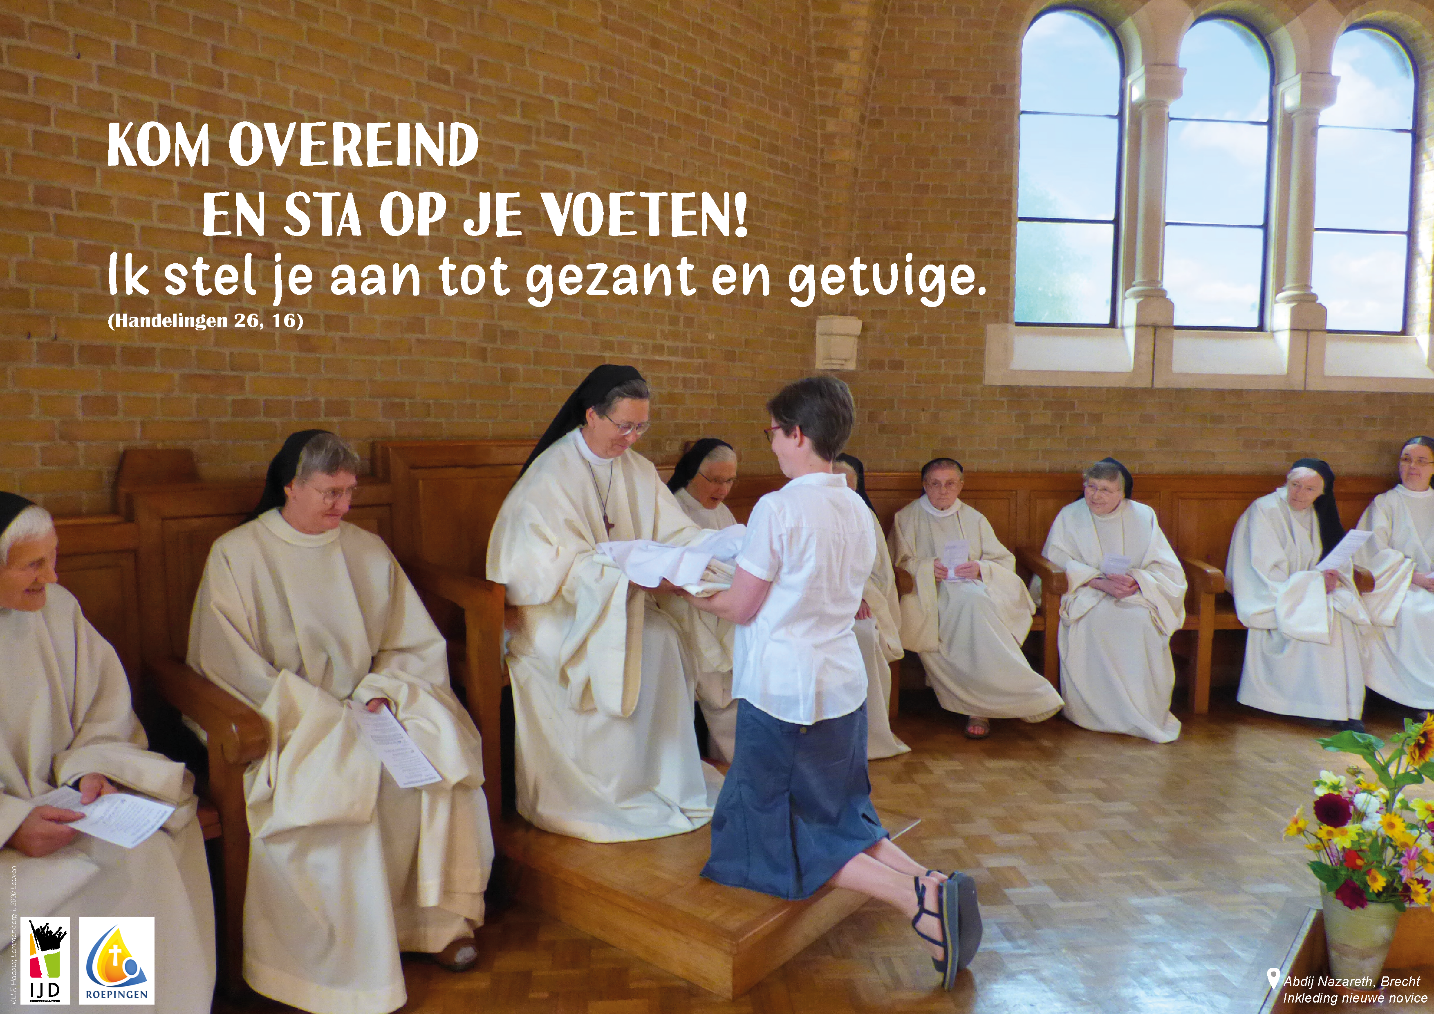 KOM OVEREIND
EN STA OP JE VOETEN!
Ik stel je aan tot gezant en getuige.
(Handelingen 26, 16)
IJD
ROEPINGEN
Abdij Nazareth, Brecht
Inkleding nieuwe novice